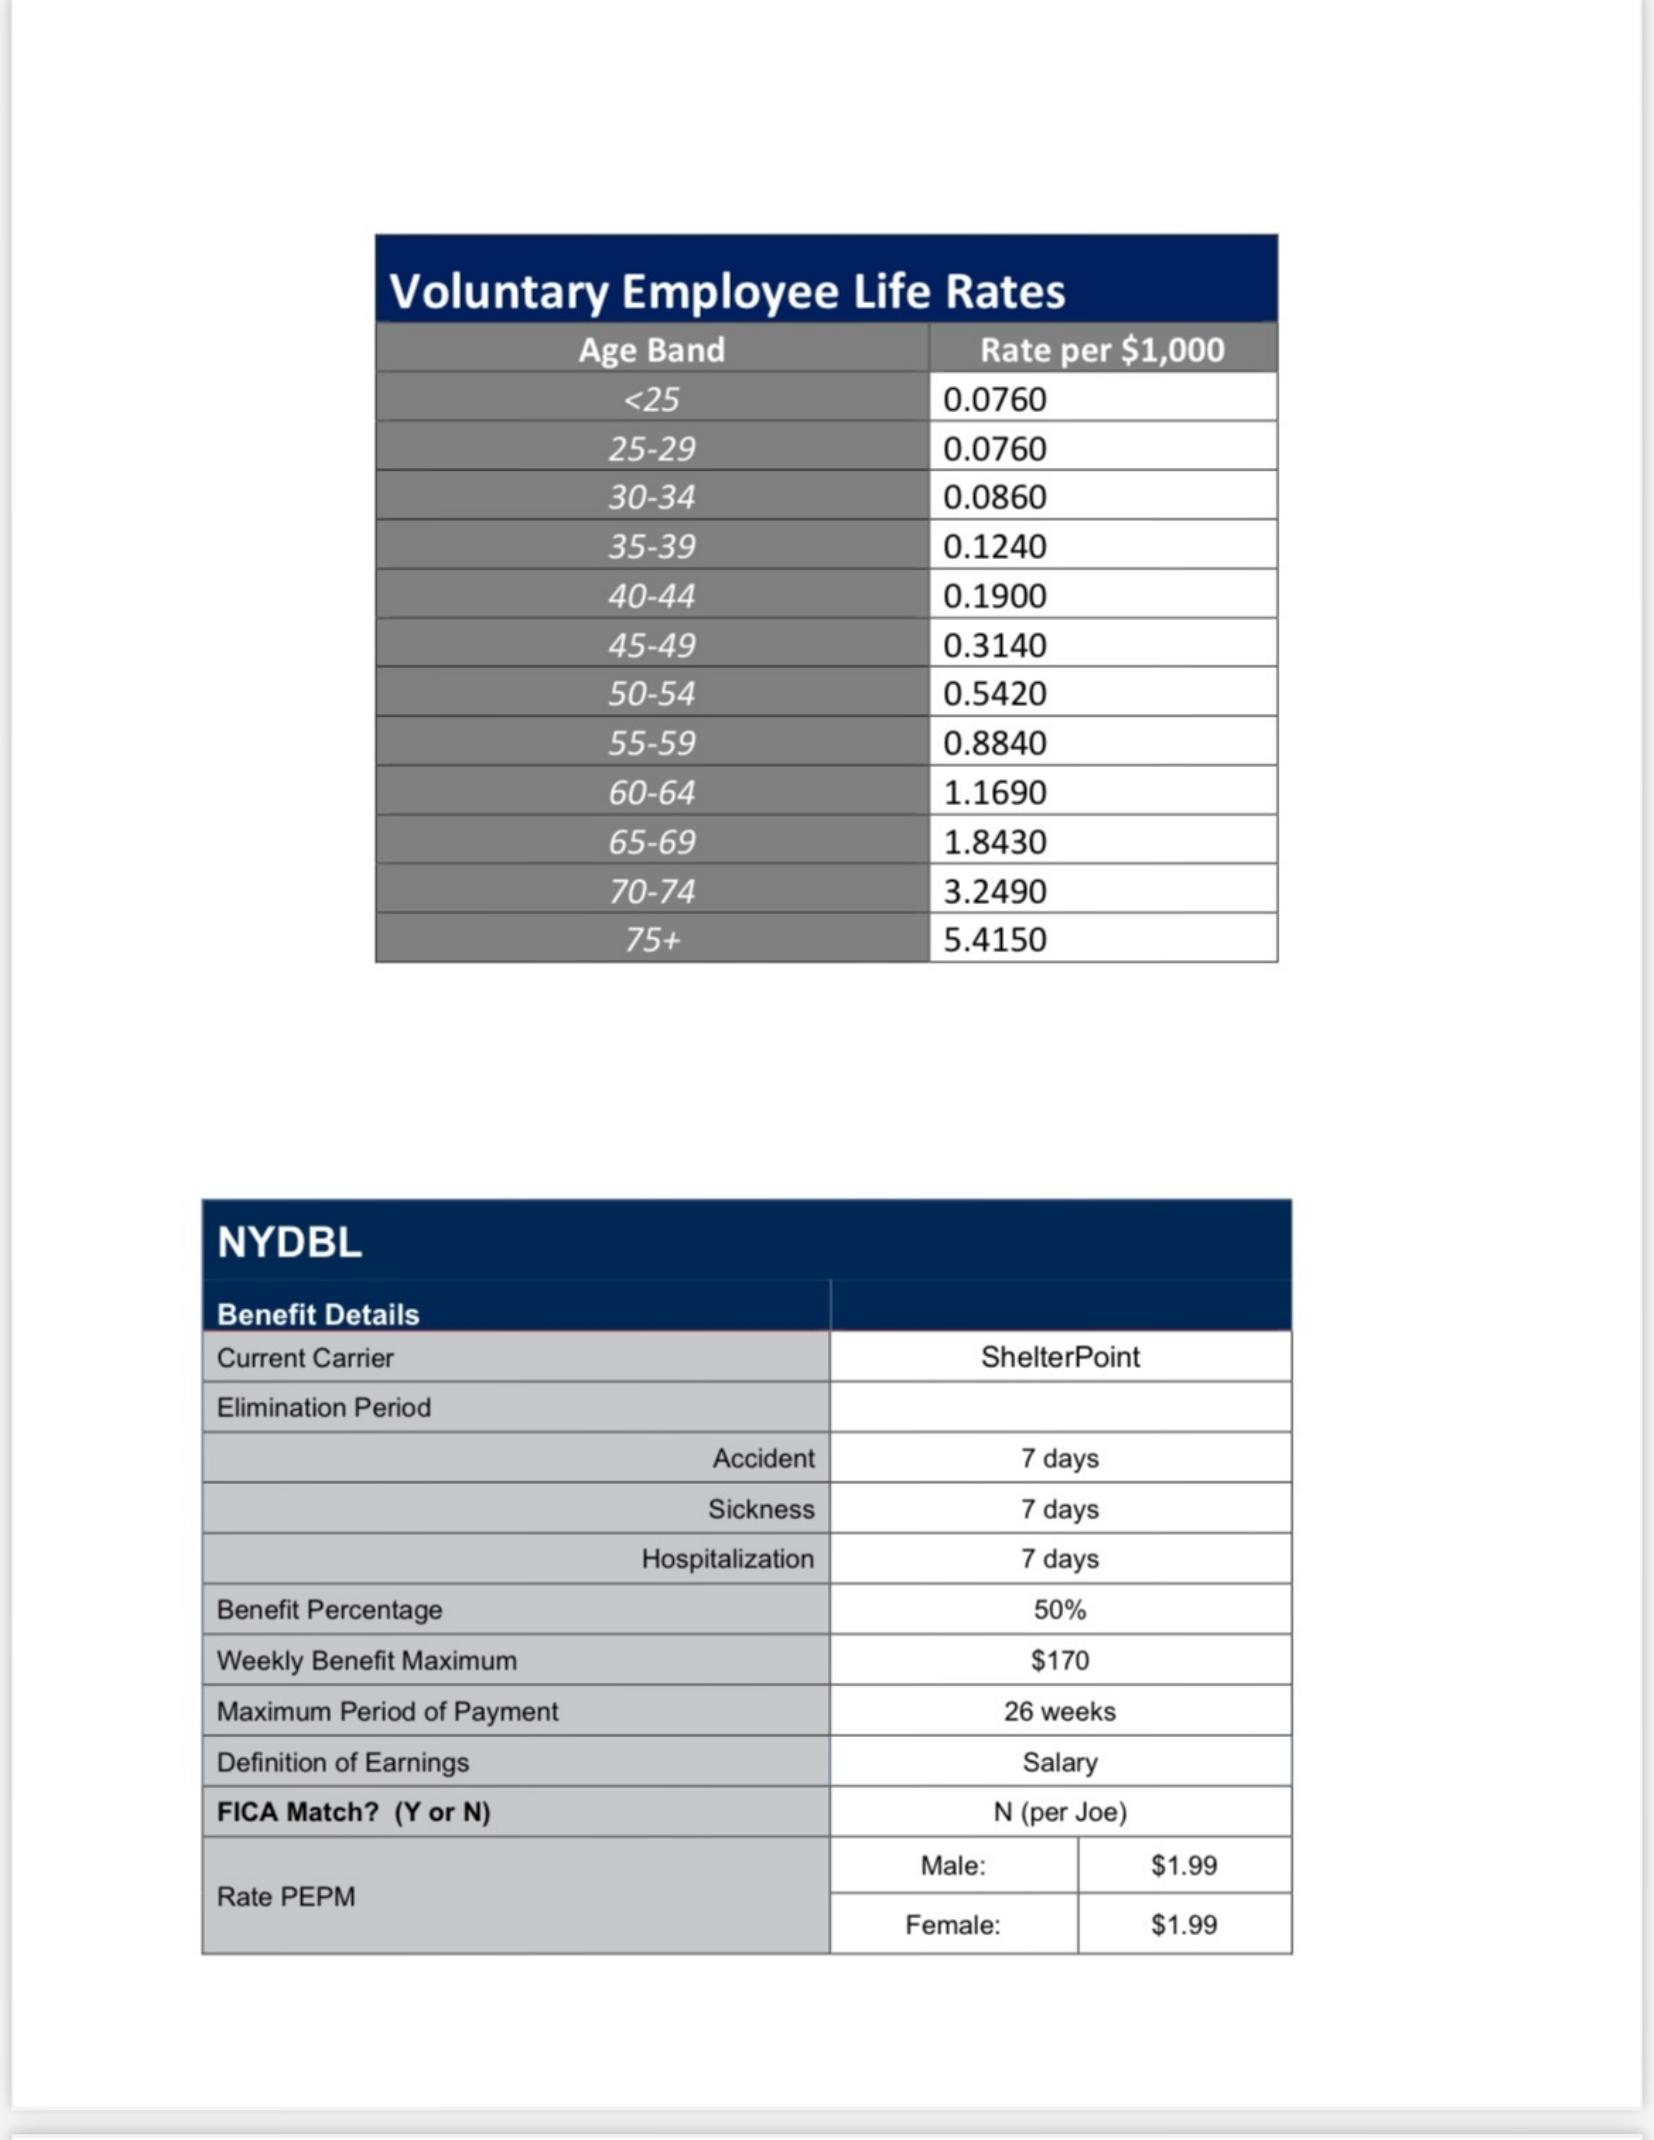 Voluntary Employee Life Rates
Age Band Rate per $1,000
<25 0.0760
25-29 0.0760
30-34 0.0860
35-39 0.1240
40-44 0.1900
45-49 0.3140
50-54 0.5420
55-59 0.8840
60-64 1.1690
65-69 1.8430
70-74 3.2490
75+ 5.4150
NYDBL
Benefit Details
Current Carrier ShelterPoint
Elimination Period
Accident 7 days
Sickness 7 days
Hospitalization 7 days
Benefit Percentage 50%
Weekly Benefit Maximum $170
Maximum Period of Payment 26 weeks
Definition of Earnings Salary
FICA Match? (Y or N) N (per Joe)
Rate PEPM
Male: $1.99
Female: $1.99